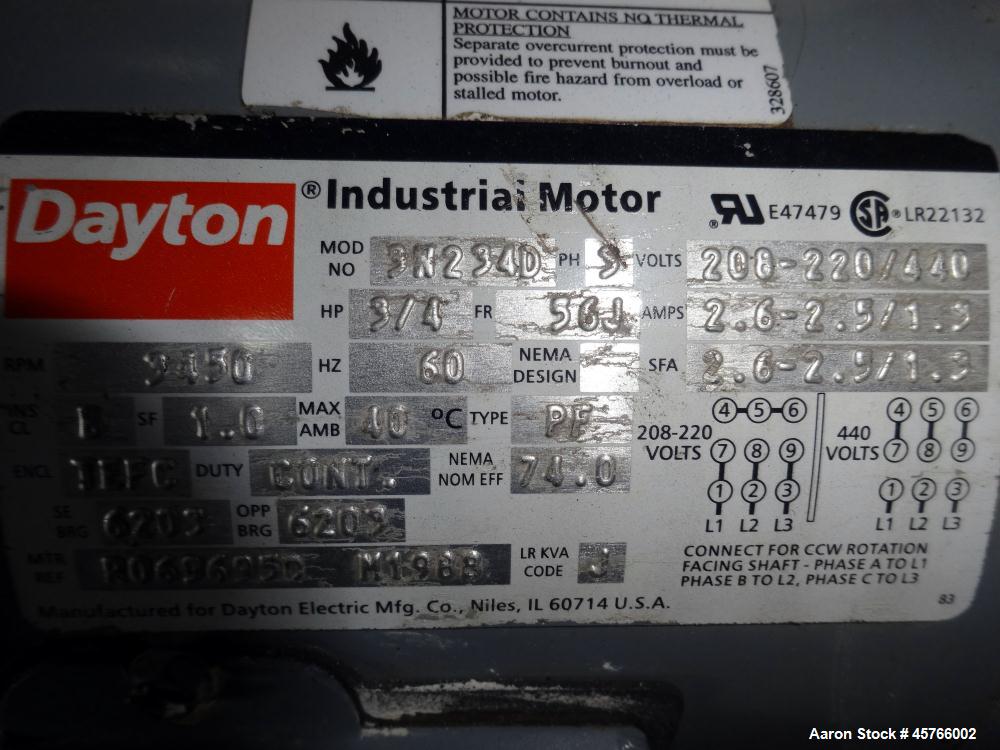 MOTOR CONTAINS NO THERMAL
PROTECTION
Separate overcurrent protection must be
provided to prevent burnout and
possible fire hazard from overload or
stalled motor.
328607
Dayton ® Industrial Motor
E47479 SA ® LR22132
MOD NO 3N234D PH 3 VOLTS 208-220/440
HP 3/4 FR 56J AMPS 2.6-2.5/1.3
RPM 3450 HZ 60 NEMA DESIGN SFA 2.6-2.5/1.3
INS CL B SF 1.0 MAX AMB 40 °C TYPE PF
ENCL TEFC DUTY CONT. NEMA NOM EFF 74.0
SE BRG 6203 OPP BRG 6203
MTR REF M1988 LR KVA CODE J
208-220 VOLTS
4-5-6
7 8 9
1 2 3
L1 L2 L3
440 VOLTS
4 5 6
7 8 9
1 2 3
L1 L2 L3
CONNECT FOR CCW ROTATION
FACING SHAFT - PHASE A TO L1
PHASE B TO L2, PHASE C TO L3
Manufactured for Dayton Electric Mfg. Co., Niles, IL 60714 U.S.A.
83
Aaron Stock # 45766002